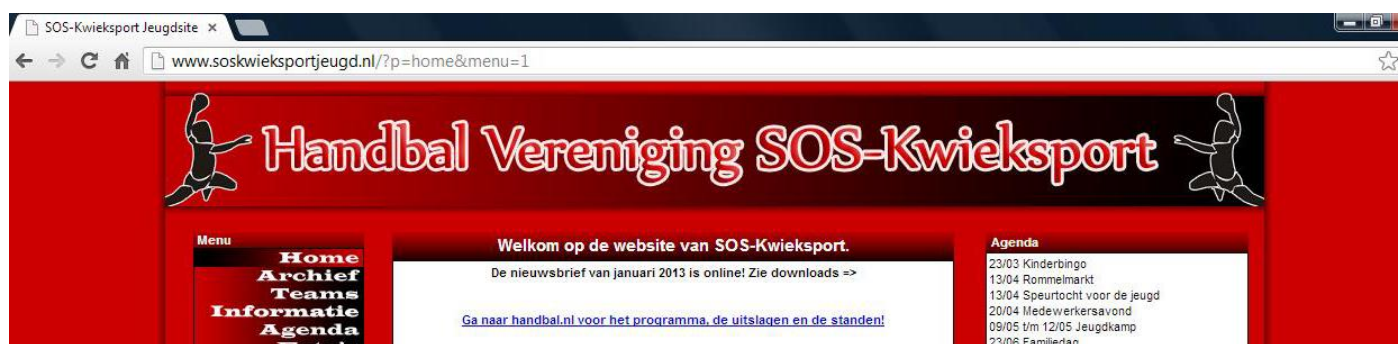 SOS-Kwieksport Jeugdsite
www.soskwieksportjeugd.nl/?p=home&menu=1
Handbal Vereniging SOS-Kwieksport
Menu
Home
Archief
Teams
Informatie
Agenda
Welkom op de website van SOS-Kwieksport.
De nieuwsbrief van januari 2013 is online! Zie downloads =>
Ga naar handbal.nl voor het programma, de uitslagen en de standen!
Agenda
23/03 Kinderbingo
13/04 Rommelmarkt
13/04 Speurtocht voor de jeugd
20/04 Medewerkersavond
09/05 t/m 12/05 Jeugdkamp
23/06 Familiedag